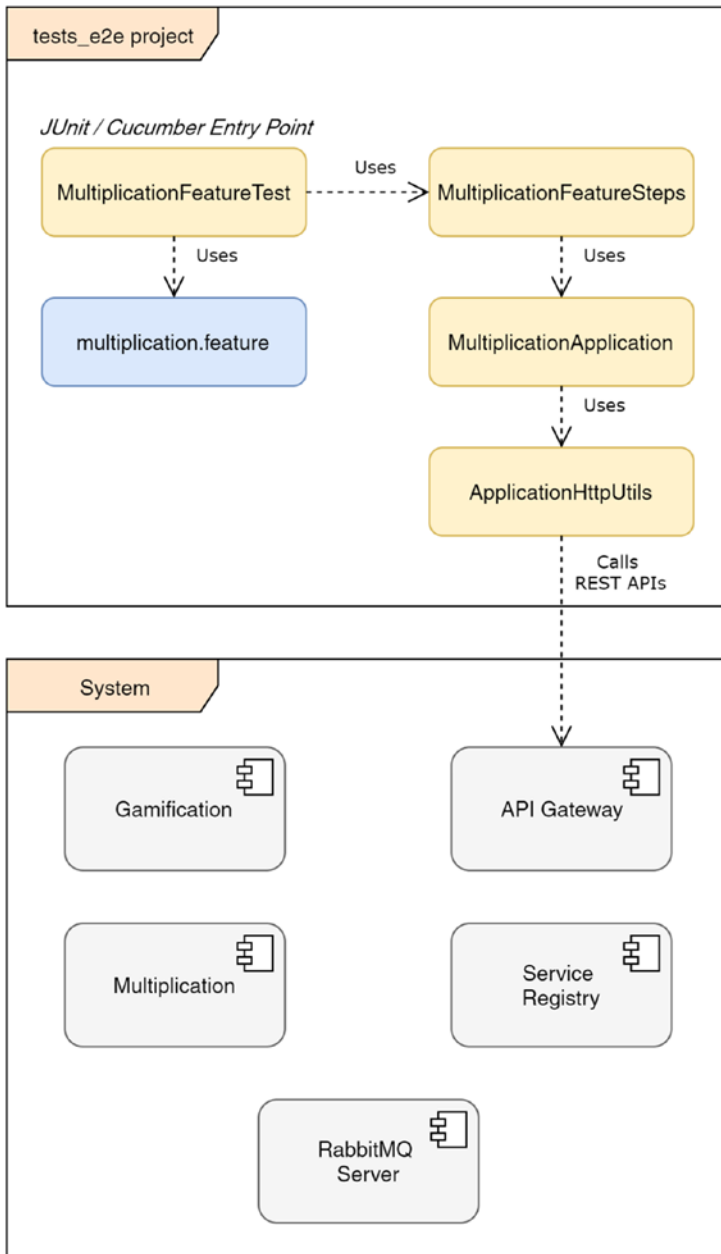 tests_e2e project
JUnit / Cucumber Entry Point
MultiplicationFeatureTest
Uses
MultiplicationFeatureSteps
Uses
Uses
multiplication.feature
MultiplicationApplication
Uses
ApplicationHttpUtils
Calls
REST APIs
System
Gamification
API Gateway
Multiplication
Service
Registry
RabbitMQ
Server